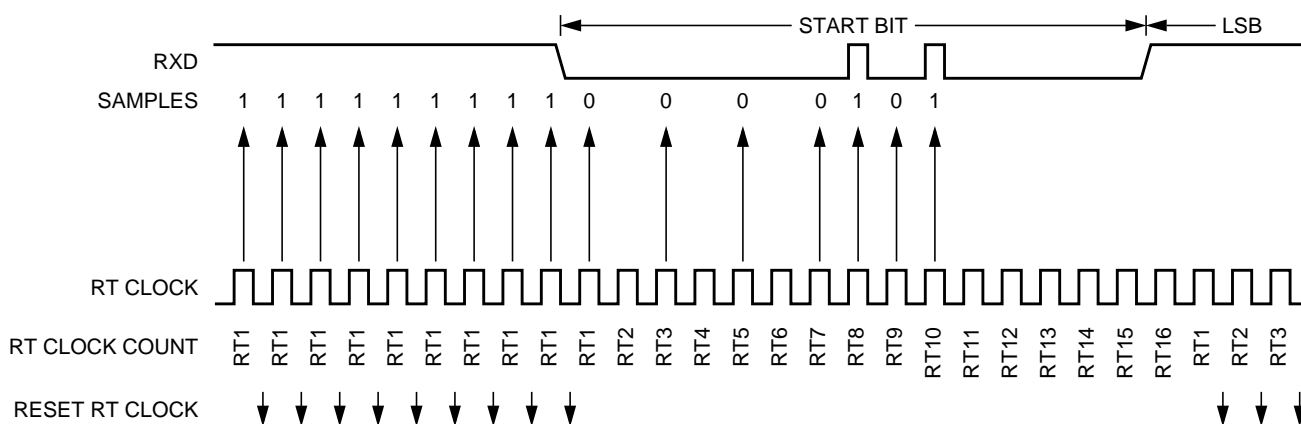 START BIT LSB
RXD
SAMPLES 1 1 1 1 1 1 1 1 1 0 0 0 0 1 0 1
RT CLOCK
RT CLOCK COUNT RT1 RT1 RT1 RT1 RT1 RT1 RT1 RT1 RT1 RT1 RT2 RT3 RT4 RT5 RT6 RT7 RT8 RT9 RT10 RT11 RT12 RT13 RT14 RT15 RT16 RT1 RT2 RT3
RESET RT CLOCK